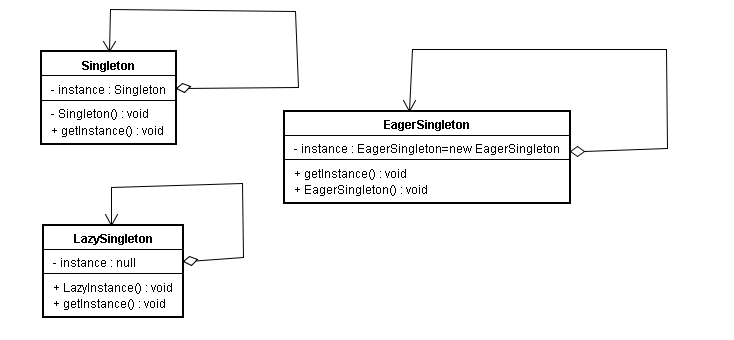 Singleton
- instance : Singleton
- Singleton() : void
+ getInstance() : void
EagerSingleton
- instance : EagerSingleton=new EagerSingleton
+ getInstance() : void
+ EagerSingleton() : void
LazySingleton
- instance : null
+ LazyInstance() : void
+ getInstance() : void